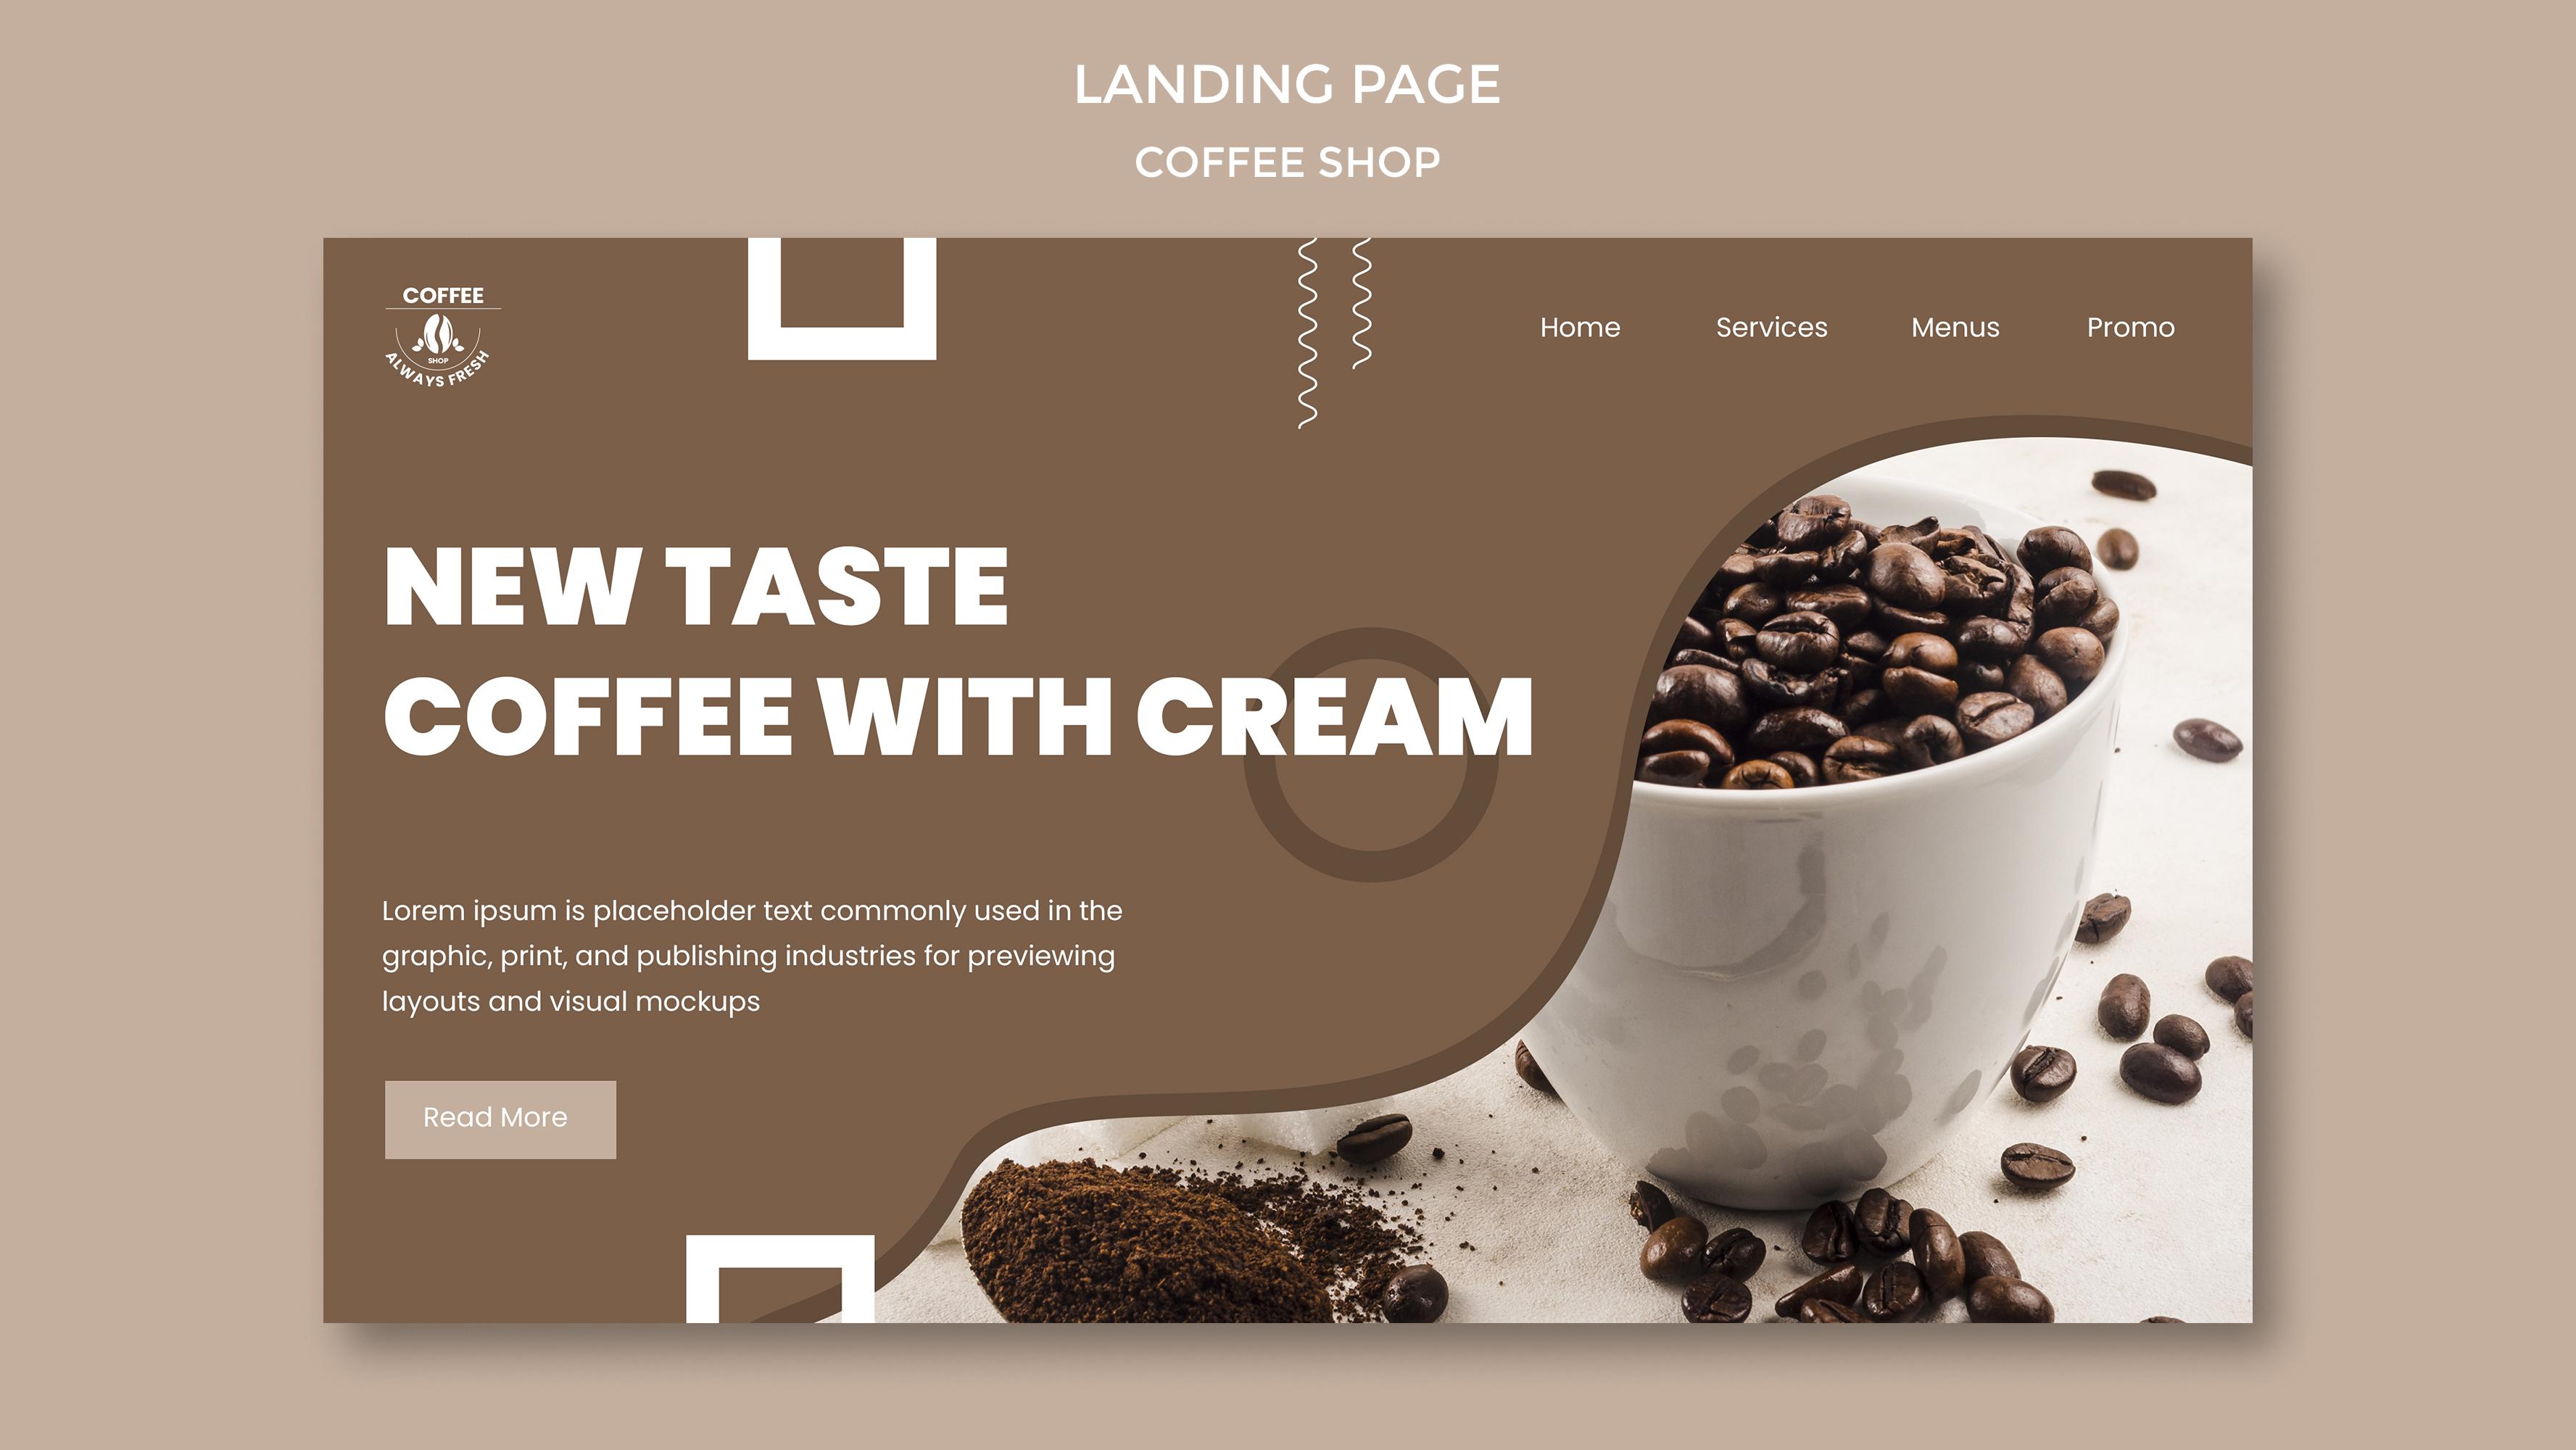 LANDING PAGE
COFFEE SHOP
COFFEE
SHOP
ALWAYS FRESH
Home
Services
Menus
Promo
NEW TASTE
COFFEE WITH CREAM
Lorem ipsum is placeholder text commonly used in the
graphic, print, and publishing industries for previewing
layouts and visual mockups
Read More